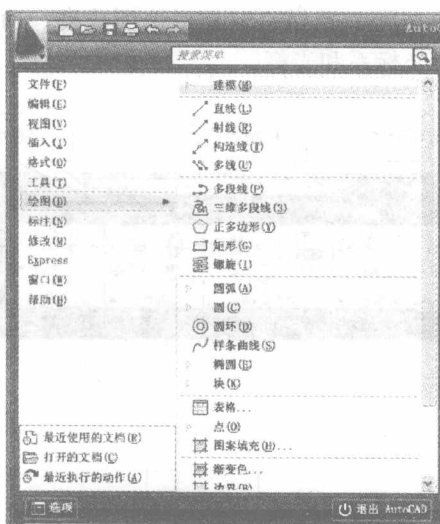 AutoC
搜索菜单
文件(F)
编辑(E)
视图(V)
插入(I)
格式(O)
工具(T)
绘图(D)
标注(N)
修改(M)
Express
窗口(W)
帮助(H)
最近使用的文档(R)
打开的文档(C)
最近执行的动作(A)
选项
建模(M)
直线(L)
射线(R)
构造线(T)
多线(U)
多段线(P)
三维多段线(3)
正多边形(Y)
矩形(G)
螺旋(I)
圆弧(A)
圆(C)
圆环(D)
样条曲线(S)
椭圆(E)
块(K)
表格...
点(O)
图案填充(H)...
渐变色...
边界(B)
退出 AutoCAD